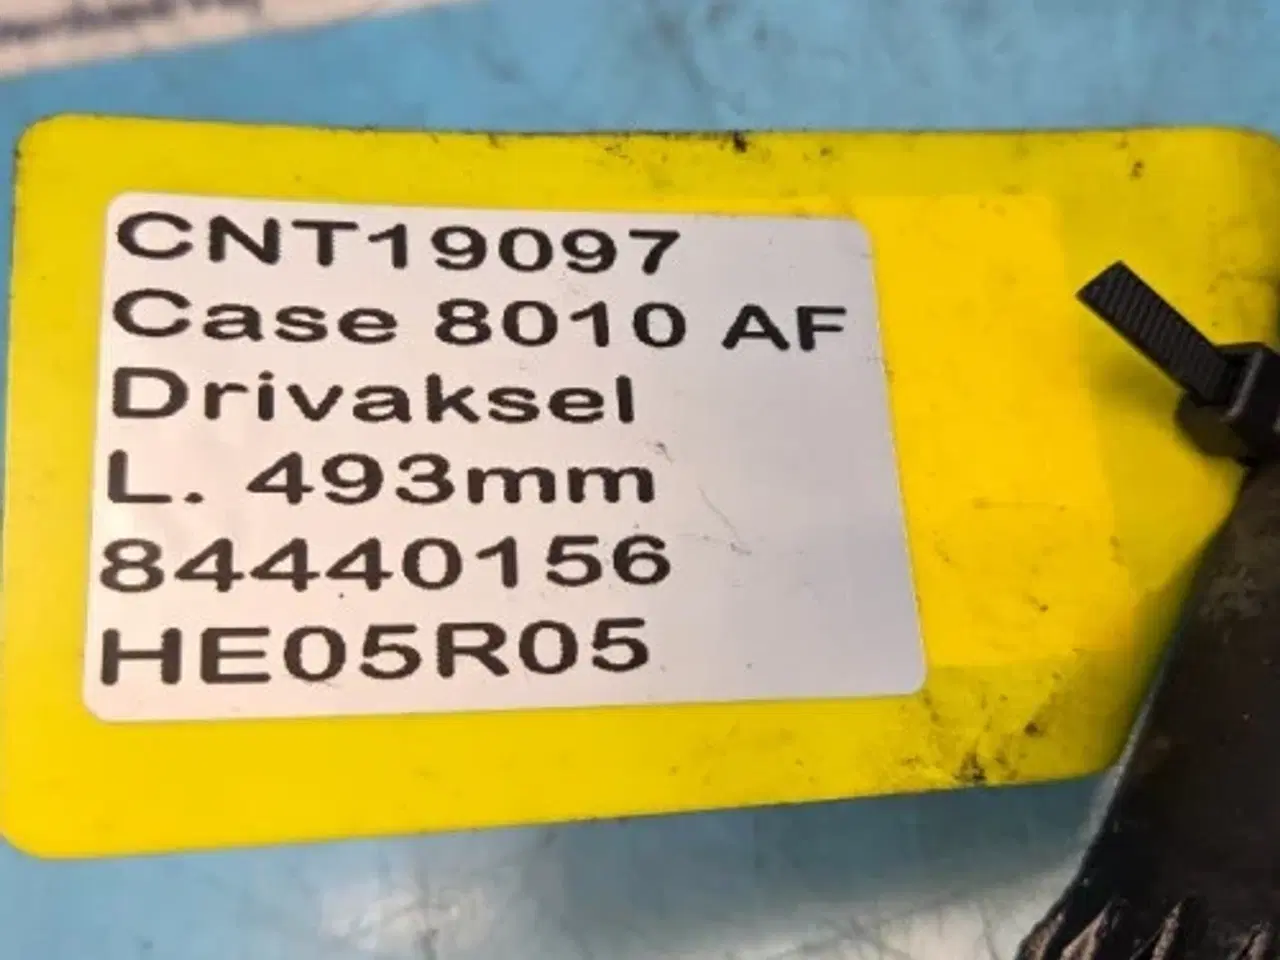 CNT19097
Case 8010 AF
Drivaksel
L. 493mm
84440156
HE05R05